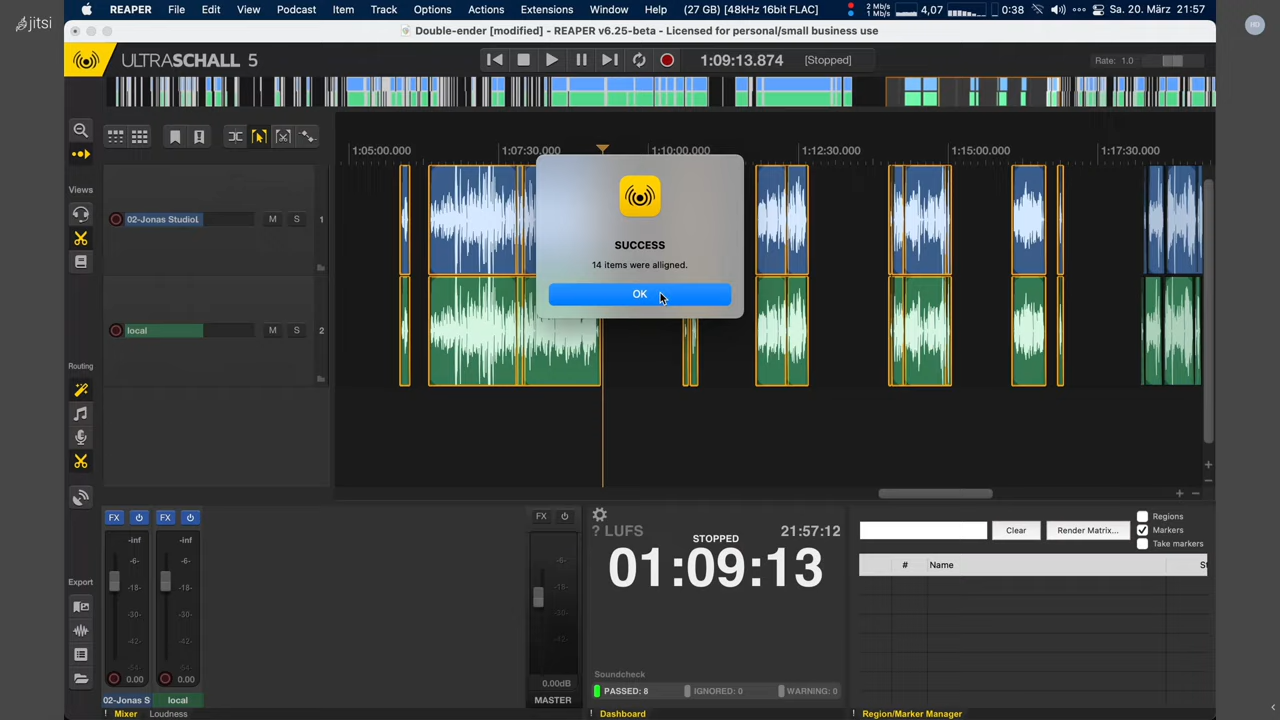 jitsi
REAPER File Edit View Podcast Item Track Options Actions Extensions Window Help (27 GB) [48kHz 16bit FLAC] 2 Mb/s 1 Mb/s 4,07 0:38 Sa. 20. März 21:57
HD
Double-ender [modified] - REAPER v6.25-beta - Licensed for personal/small business use
ULTRASCHALL 5
1:09:13.874 [Stopped] Rate: 1.0
1:05:00.000 1:07:30.000 1:10:00.000 1:12:30.000 1:15:00.000 1:17:30.000
Views
02-Jonas StudioL M S 1
SUCCESS
14 items were alligned.
OK
local M S 2
Routing
FX FX FX
? LUFS 21:57:12
STOPPED
01:09:13
Regions
Clear Render Matrix... Markers
Take markers
# Name St
-inf -inf
-6- -6- -6-
-18- -18- -18-
-30- -30- -30-
-42- -42-
0.00 0.00 0.00dB
Export
Soundcheck
PASSED: 8 IGNORED: 0 WARNING: 0
02-Jonas S local MASTER
! Mixer Loudness ! Dashboard ! Region/Marker Manager